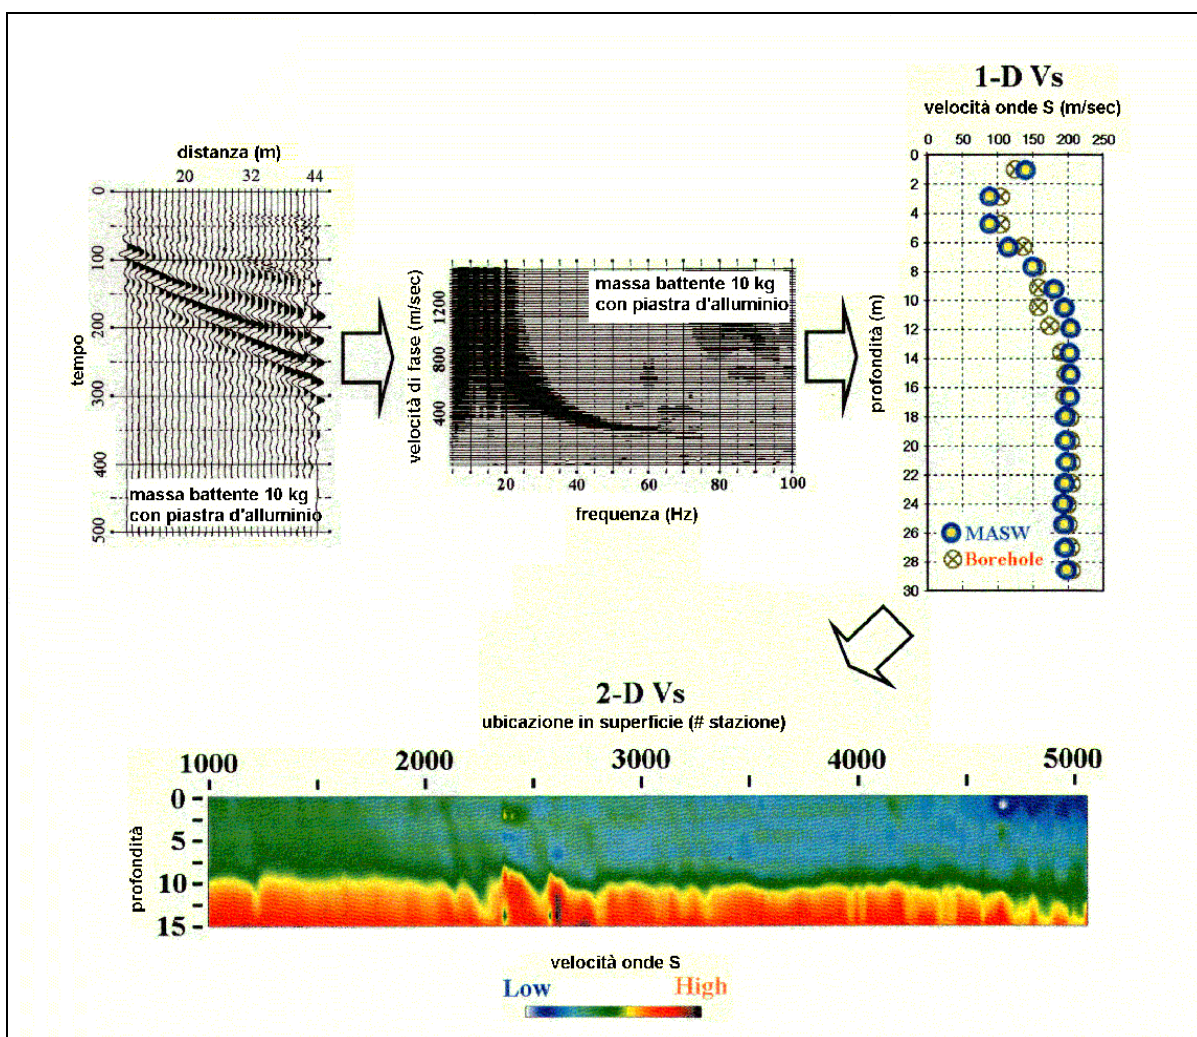 1-D Vs
velocità onde S (m/sec)
0 50 100 150 200 250
distanza (m)
20 32 44
0
100
200
300
400
500
tempo
massa battente 10 kg
con piastra d'alluminio
velocità di fase (m/sec)
1200
800
400
massa battente 10 kg
con piastra d'alluminio
20 40 60 80 100
frequenza (Hz)
profondità (m)
0
2
4
6
8
10
12
14
16
18
20
22
24
26
28
30
MASW
Borehole
2-D Vs
ubicazione in superficie (# stazione)
1000 2000 3000 4000 5000
profondità
0
5
10
15
velocità onde S
Low High